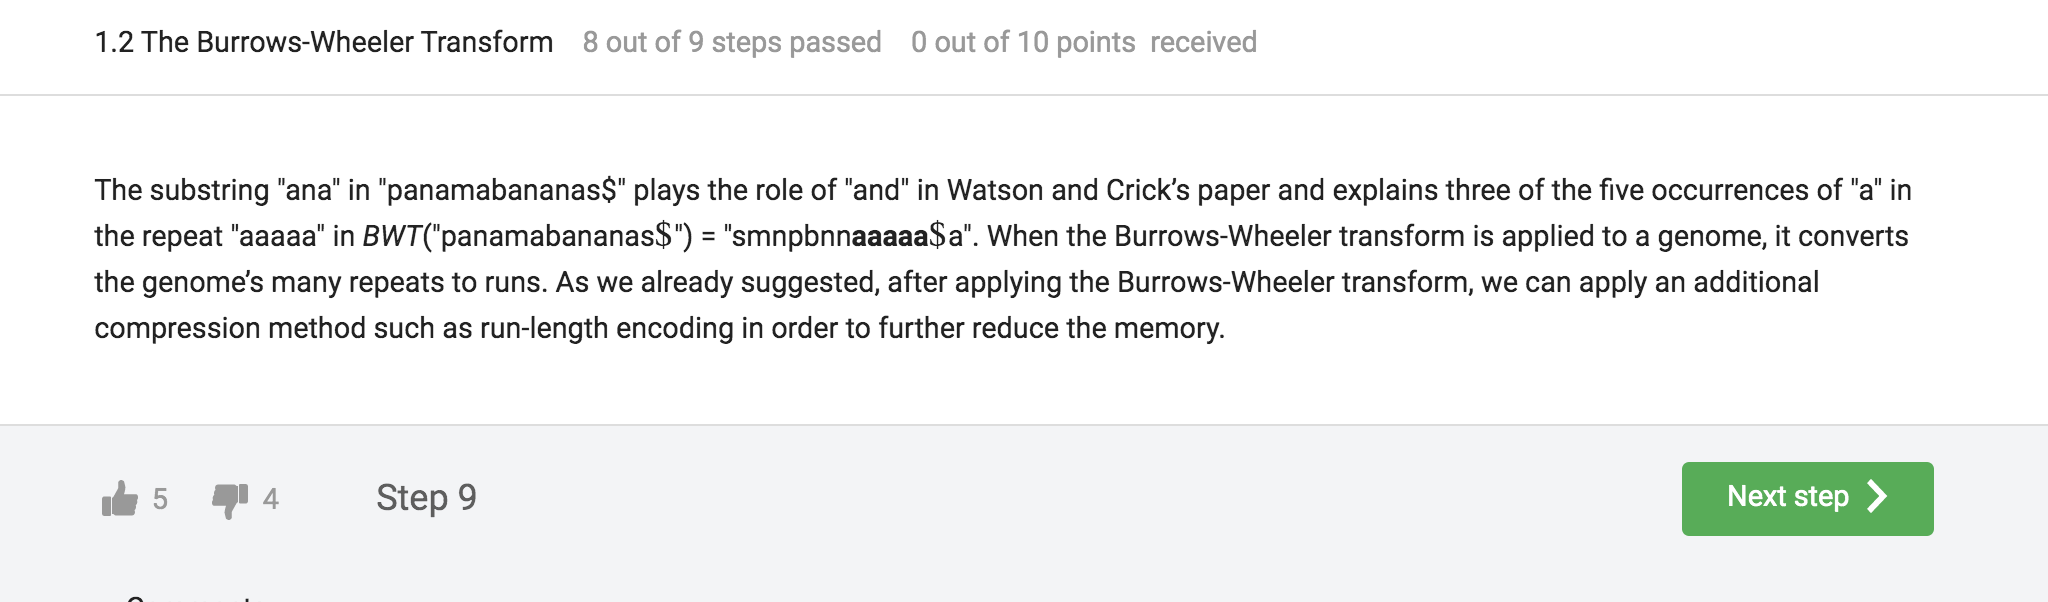 1.2 The Burrows-Wheeler Transform 8 out of 9 steps passed 0 out of 10 points received
The substring "ana" in "panamabananas$" plays the role of "and" in Watson and Crick’s paper and explains three of the five occurrences of "a" in
the repeat "aaaaa" in BWT("panamabananas$") = "smnpbnnaaaaa$a". When the Burrows-Wheeler transform is applied to a genome, it converts
the genome’s many repeats to runs. As we already suggested, after applying the Burrows-Wheeler transform, we can apply an additional
compression method such as run-length encoding in order to further reduce the memory.
5 4 Step 9 Next step